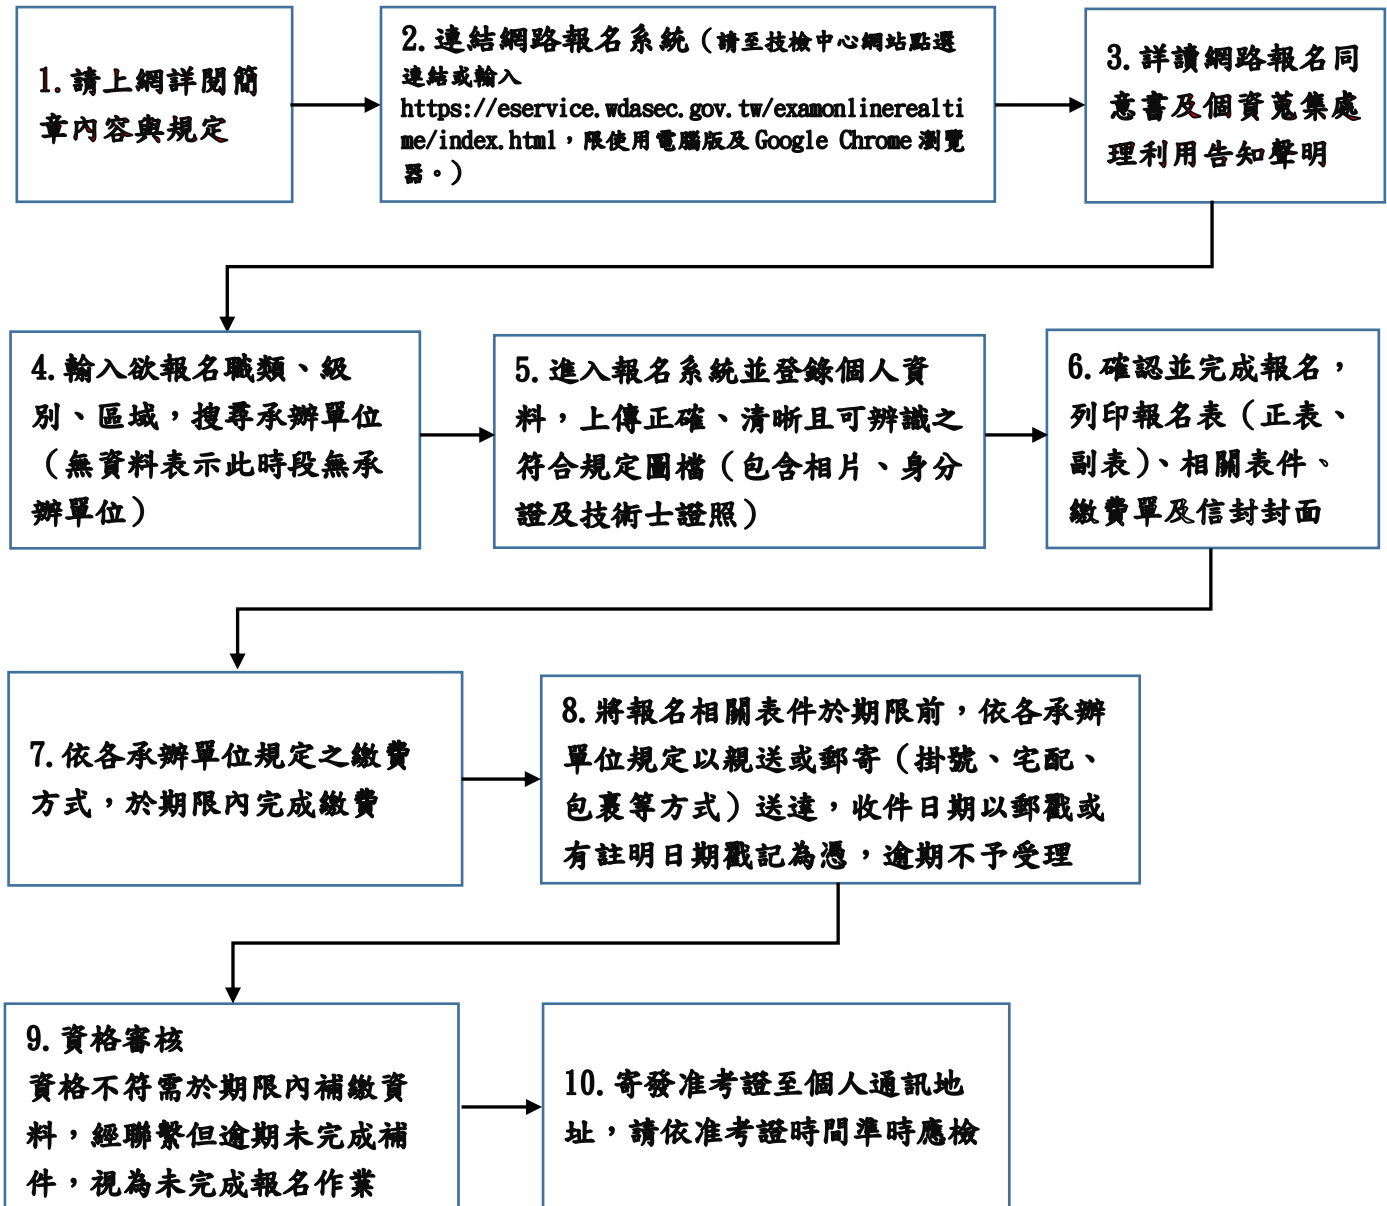 1.請上網詳閱簡
章內容與規定
2.連結網路報名系統（請至技檢中心網站點選
連結或輸入
https://eservice.wdasec.gov.tw/examonlinerealti
me/index.html，限使用電腦版及 Google Chrome 瀏覽
器。）
3.詳讀網路報名同
意書及個資蒐集處
理利用告知聲明
4.輸入欲報名職類、級
別、區域，搜尋承辦單位
（無資料表示此時段無承
辦單位）
5.進入報名系統並登錄個人資
料，上傳正確、清晰且可辨識之
符合規定圖檔（包含相片、身分
證及技術士證照）
6.確認並完成報名，
列印報名表（正表、
副表）、相關表件、
繳費單及信封封面
7.依各承辦單位規定之繳費
方式，於期限內完成繳費
8.將報名相關表件於期限前，依各承辦
單位規定以親送或郵寄（掛號、宅配、
包裹等方式）送達，收件日期以郵戳或
有註明日期戳記為憑，逾期不予受理
9.資格審核
資格不符需於期限內補繳資
料，經聯繫但逾期未完成補
件，視為未完成報名作業
10.寄發准考證至個人通訊地
址，請依准考證時間準時應檢